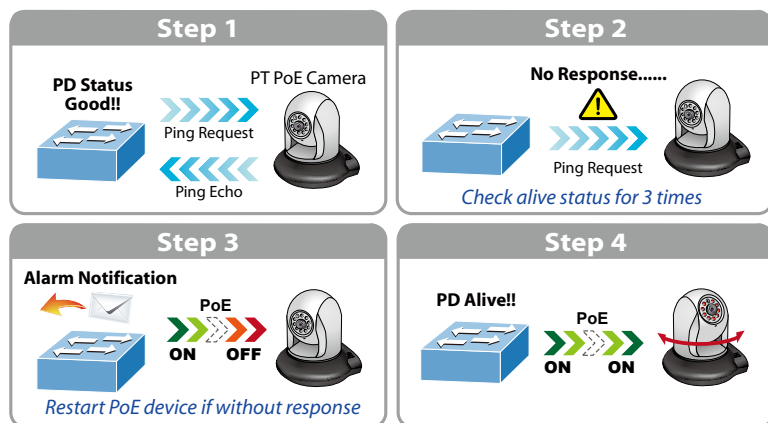 Step 1
PD Status
Good!!
PT PoE Camera
Ping Request
Ping Echo
Step 2
No Response......
Ping Request
Check alive status for 3 times
Step 3
Alarm Notification
PoE
ON OFF
Restart PoE device if without response
Step 4
PD Alive!!
PoE
ON ON